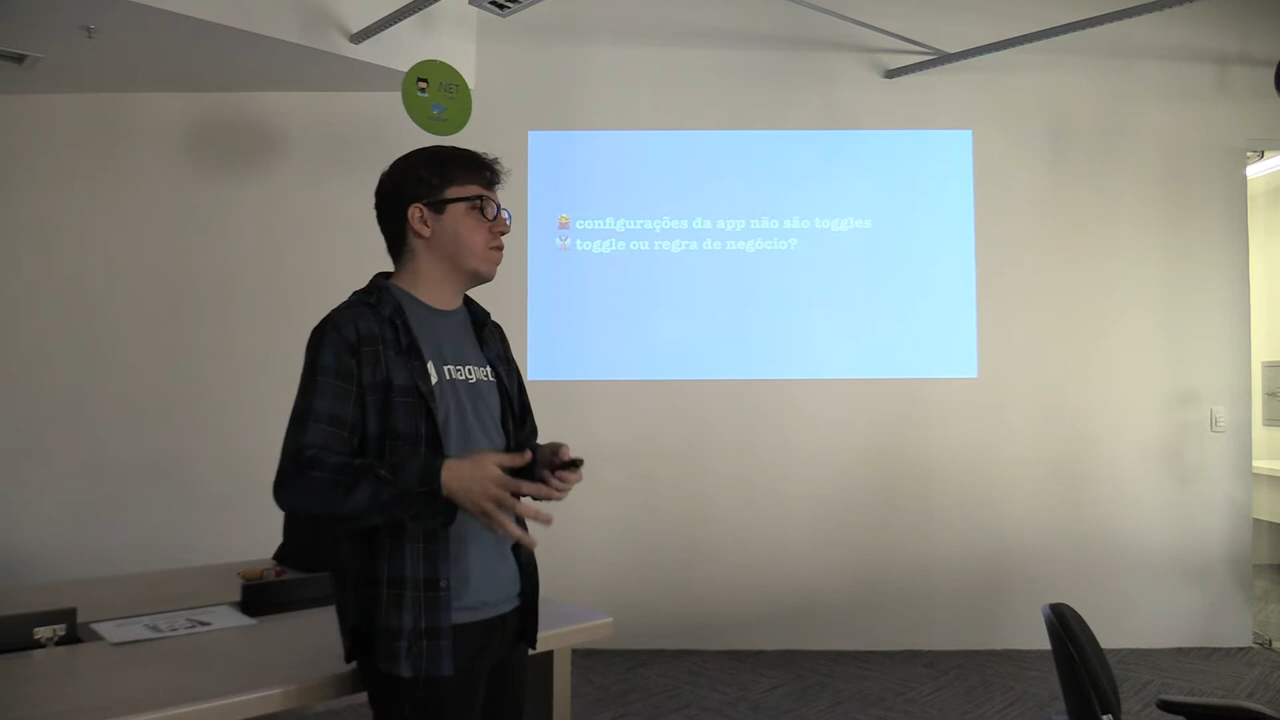 .NET
configurações da app não são toggles
toggle ou regra de negócio?
magnet